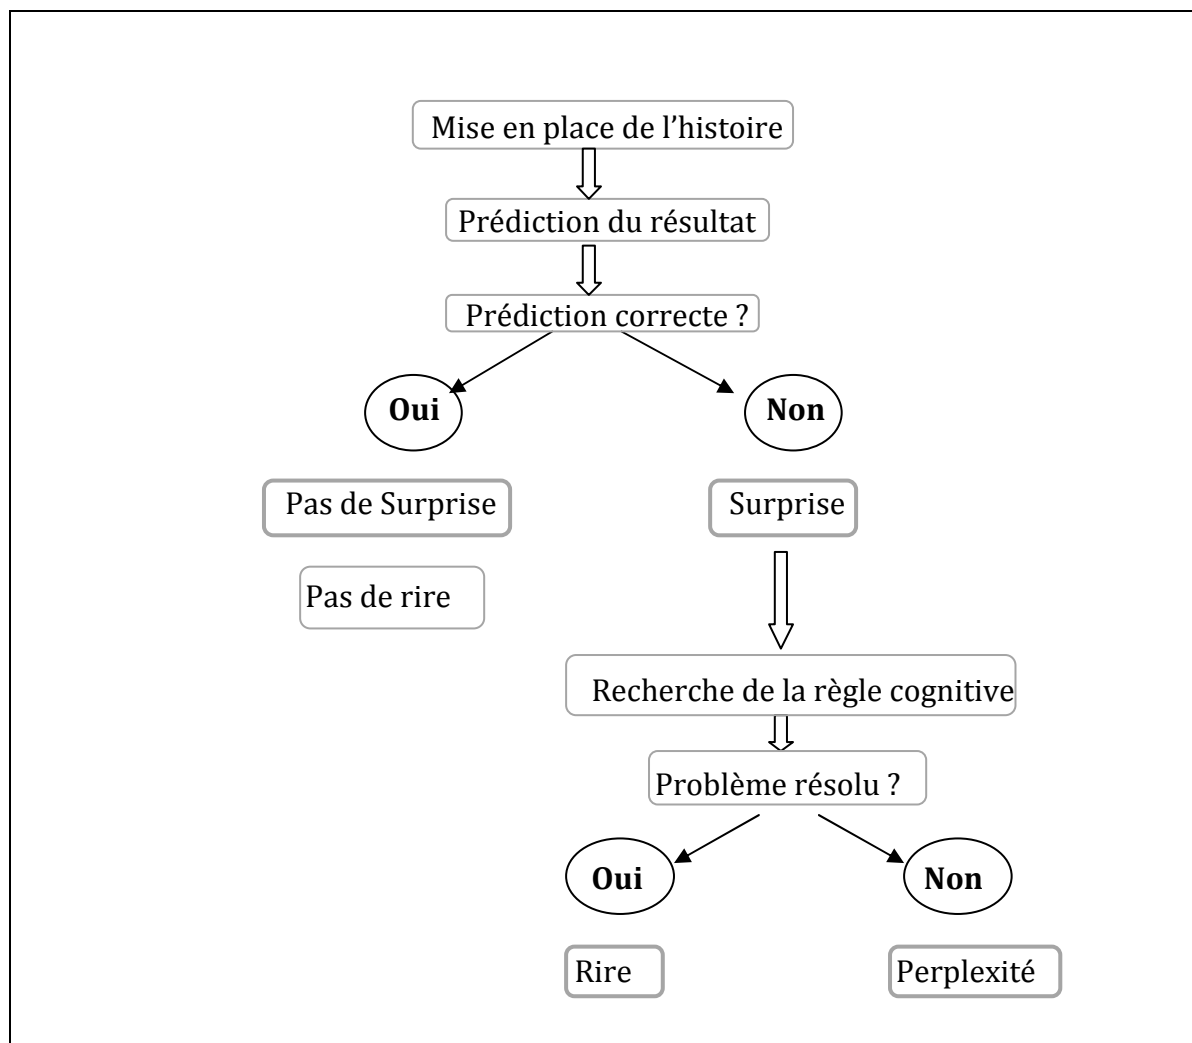 Mise en place de l'histoire
Prédiction du résultat
Prédiction correcte ?
Oui
Non
Pas de Surprise
Surprise
Pas de rire
Recherche de la règle cognitive
Problème résolu ?
Oui
Non
Rire
Perplexité